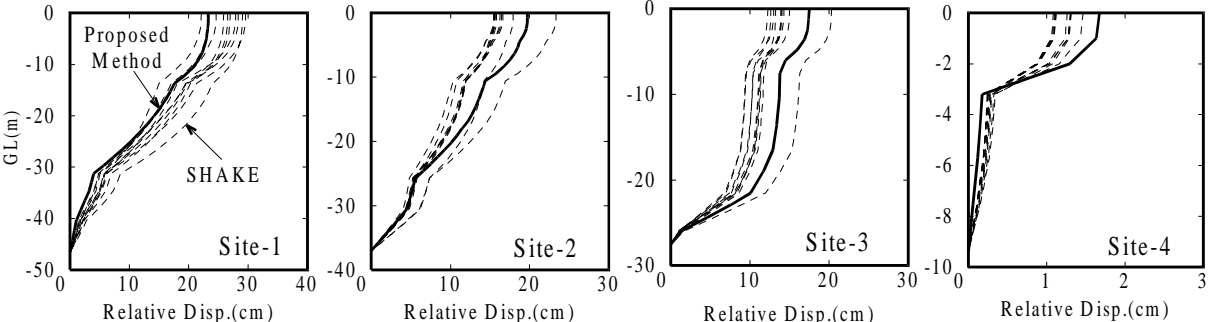 0
-10
-20
-30
-40
-50
GL(m)
Proposed
Method
SHAKE
Site-1
0 10 20 30 40
Relative Disp.(cm)
0
-10
-20
-30
-40
Site-2
0 10 20 30
Relative Disp.(cm)
0
-10
-20
-30
Site-3
0 10 20 30
Relative Disp.(cm)
0
-2
-4
-6
-8
-10
Site-4
0 1 2 3
Relative Disp.(cm)